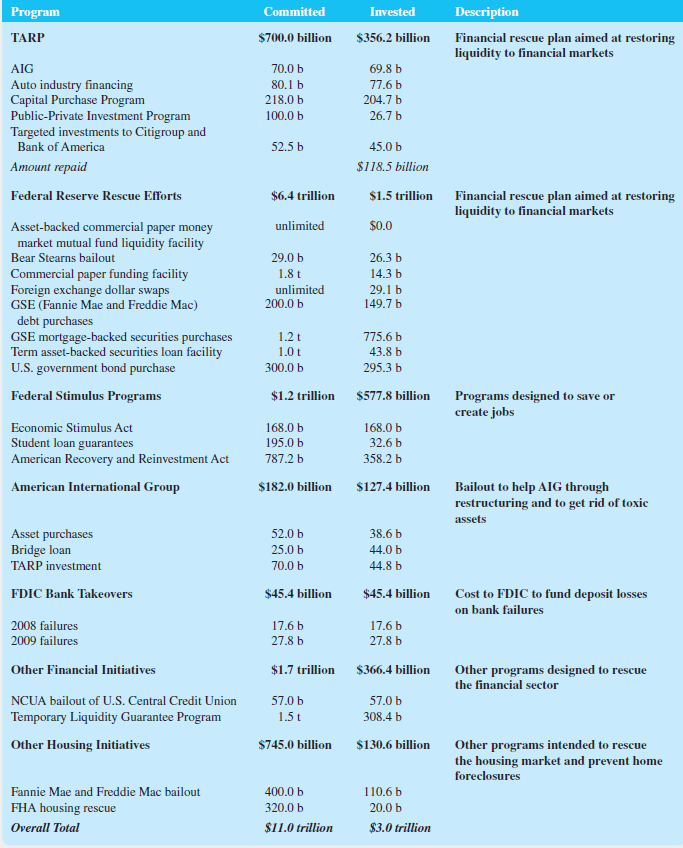 Program Committed Invested Description
TARP $700.0 billion $356.2 billion Financial rescue plan aimed at restoring
liquidity to financial markets
AIG 70.0 b 69.8 b
Auto industry financing 80.1 b 77.6 b
Capital Purchase Program 218.0 b 204.7 b
Public-Private Investment Program 100.0 b 26.7 b
Targeted investments to Citigroup and
Bank of America 52.5 b 45.0 b
Amount repaid $118.5 billion
Federal Reserve Rescue Efforts $6.4 trillion $1.5 trillion Financial rescue plan aimed at restoring
liquidity to financial markets
Asset-backed commercial paper money unlimited $0.0
market mutual fund liquidity facility
Bear Stearns bailout 29.0 b 26.3 b
Commercial paper funding facility 1.8 t 14.3 b
Foreign exchange dollar swaps unlimited 29.1 b
GSE (Fannie Mae and Freddie Mac) 200.0 b 149.7 b
debt purchases
GSE mortgage-backed securities purchases 1.2 t 775.6 b
Term asset-backed securities loan facility 1.0 t 43.8 b
U.S. government bond purchase 300.0 b 295.3 b
Federal Stimulus Programs $1.2 trillion $577.8 billion Programs designed to save or
create jobs
Economic Stimulus Act 168.0 b 168.0 b
Student loan guarantees 195.0 b 32.6 b
American Recovery and Reinvestment Act 787.2 b 358.2 b
American International Group $182.0 billion $127.4 billion Bailout to help AIG through
restructuring and to get rid of toxic
assets
Asset purchases 52.0 b 38.6 b
Bridge loan 25.0 b 44.0 b
TARP investment 70.0 b 44.8 b
FDIC Bank Takeovers $45.4 billion $45.4 billion Cost to FDIC to fund deposit losses
on bank failures
2008 failures 17.6 b 17.6 b
2009 failures 27.8 b 27.8 b
Other Financial Initiatives $1.7 trillion $366.4 billion Other programs designed to rescue
the financial sector
NCUA bailout of U.S. Central Credit Union 57.0 b 57.0 b
Temporary Liquidity Guarantee Program 1.5 t 308.4 b
Other Housing Initiatives $745.0 billion $130.6 billion Other programs intended to rescue
the housing market and prevent home
foreclosures
Fannie Mae and Freddie Mac bailout 400.0 b 110.6 b
FHA housing rescue 320.0 b 20.0 b
Overall Total $11.0 trillion $3.0 trillion